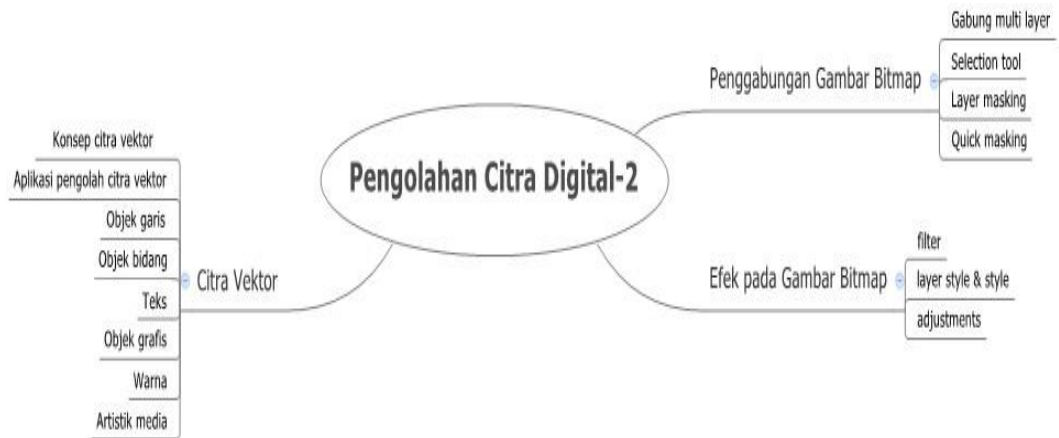 Pengolahan Citra Digital-2
Penggabungan Gambar Bitmap
Gabung multi layer
Selection tool
Layer masking
Quick masking
Efek pada Gambar Bitmap
filter
layer style & style
adjustments
Citra Vektor
Konsep citra vektor
Aplikasi pengolah citra vektor
Objek garis
Objek bidang
Teks
Objek grafis
Warna
Artistik media